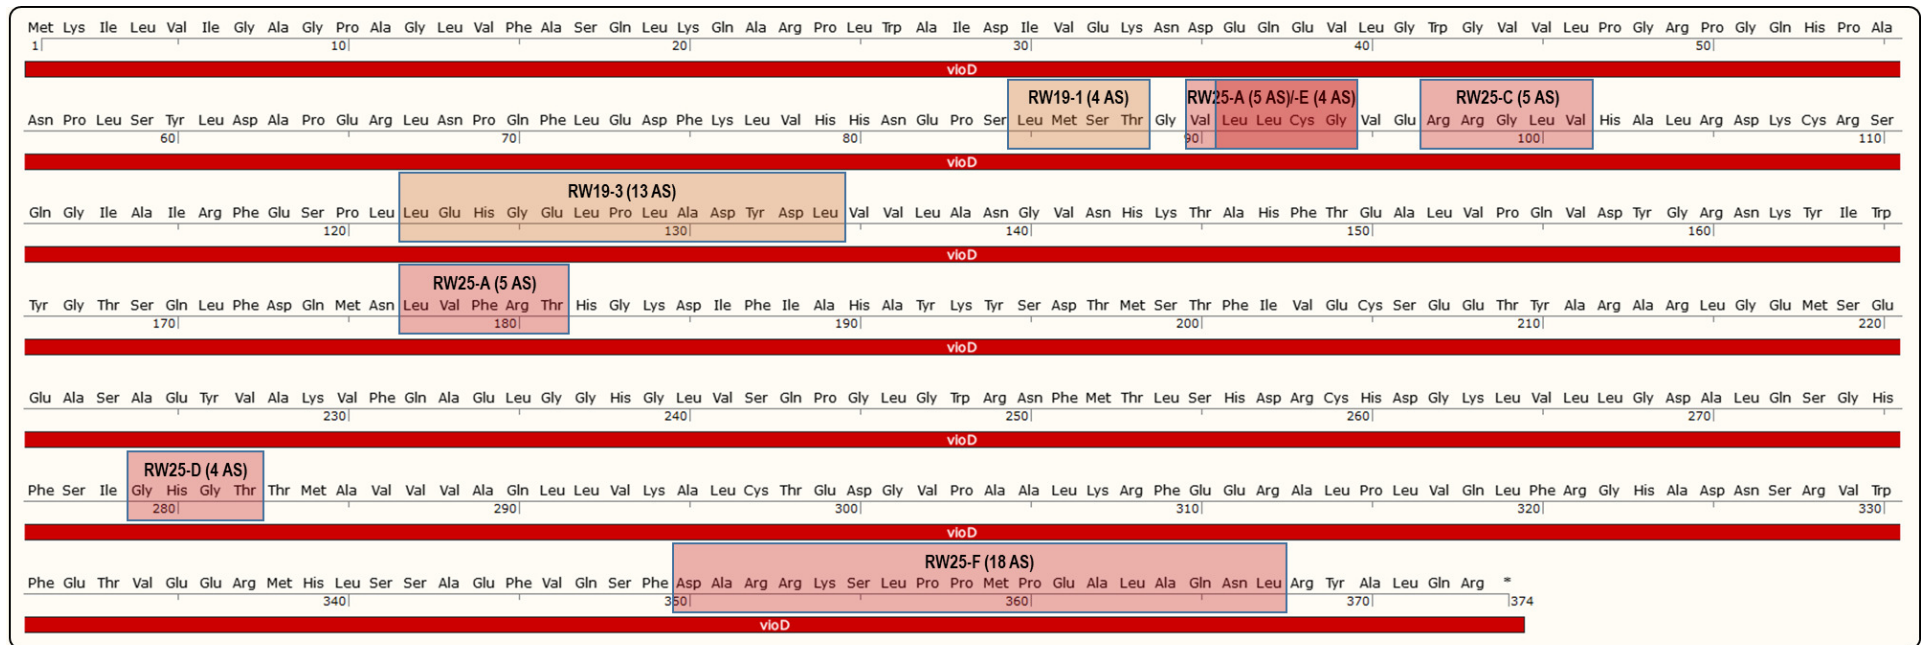 Met Lys Ile Leu Val Ile Gly Ala Gly Pro Ala Gly Leu Val Phe Ala Ser Gln Leu Lys Gln Ala Arg Pro Leu Trp Ala Ile Asp Ile Val Glu Lys Asn Asp Glu Gln Glu Val Leu Gly Trp Gly Val Val Leu Pro Gly Arg Pro Gly Gln His Pro Ala
1 10 20 30 40 50
vioD
RW19-1 (4 AS) RW25-A (5 AS)/-E (4 AS) RW25-C (5 AS)
Asn Pro Leu Ser Tyr Leu Asp Ala Pro Glu Arg Leu Asn Pro Gln Phe Leu Glu Asp Phe Lys Leu Val His His Asn Glu Pro Ser Leu Met Ser Thr Gly Val Leu Leu Cys Gly Val Glu Arg Arg Gly Leu Val His Ala Leu Arg Asp Lys Cys Arg Ser
60 70 80 90 100 110
vioD
RW19-3 (13 AS)
Gln Gly Ile Ala Ile Arg Phe Glu Ser Pro Leu Leu Glu His Gly Glu Leu Pro Leu Ala Asp Tyr Asp Leu Val Val Leu Ala Asn Gly Val Asn His Lys Thr Ala His Phe Thr Glu Ala Leu Val Pro Gln Val Asp Tyr Gly Arg Asn Lys Tyr Ile Trp
120 130 140 150 160
vioD
RW25-A (5 AS)
Tyr Gly Thr Ser Gln Leu Phe Asp Gln Met Asn Leu Val Phe Arg Thr His Gly Lys Asp Ile Phe Ile Ala His Ala Tyr Lys Tyr Ser Asp Thr Met Ser Thr Phe Ile Val Glu Cys Ser Glu Glu Thr Tyr Ala Arg Ala Arg Leu Gly Glu Met Ser Glu
170 180 190 200 210 220
vioD
Glu Ala Ser Ala Glu Tyr Val Ala Lys Val Phe Gln Ala Glu Leu Gly Gly His Gly Leu Val Ser Gln Pro Gly Leu Gly Trp Arg Asn Phe Met Thr Leu Ser His Asp Arg Cys His Asp Gly Lys Leu Val Leu Leu Gly Asp Ala Leu Gln Ser Gly His
230 240 250 260 270
vioD
RW25-D (4 AS)
Phe Ser Ile Gly His Gly Thr Thr Met Ala Val Val Val Ala Gln Leu Leu Val Lys Ala Leu Cys Thr Glu Asp Gly Val Pro Ala Ala Leu Lys Arg Phe Glu Glu Arg Ala Leu Pro Leu Val Gln Leu Phe Arg Gly His Ala Asp Asn Ser Arg Val Trp
280 290 300 310 320 330
vioD
RW25-F (18 AS)
Phe Glu Thr Val Glu Glu Arg Met His Leu Ser Ser Ala Glu Phe Val Gln Ser Phe Asp Ala Arg Arg Lys Ser Leu Pro Pro Met Pro Glu Ala Leu Ala Gln Asn Leu Arg Tyr Ala Leu Gln Arg *
340 350 360 370 374
vioD